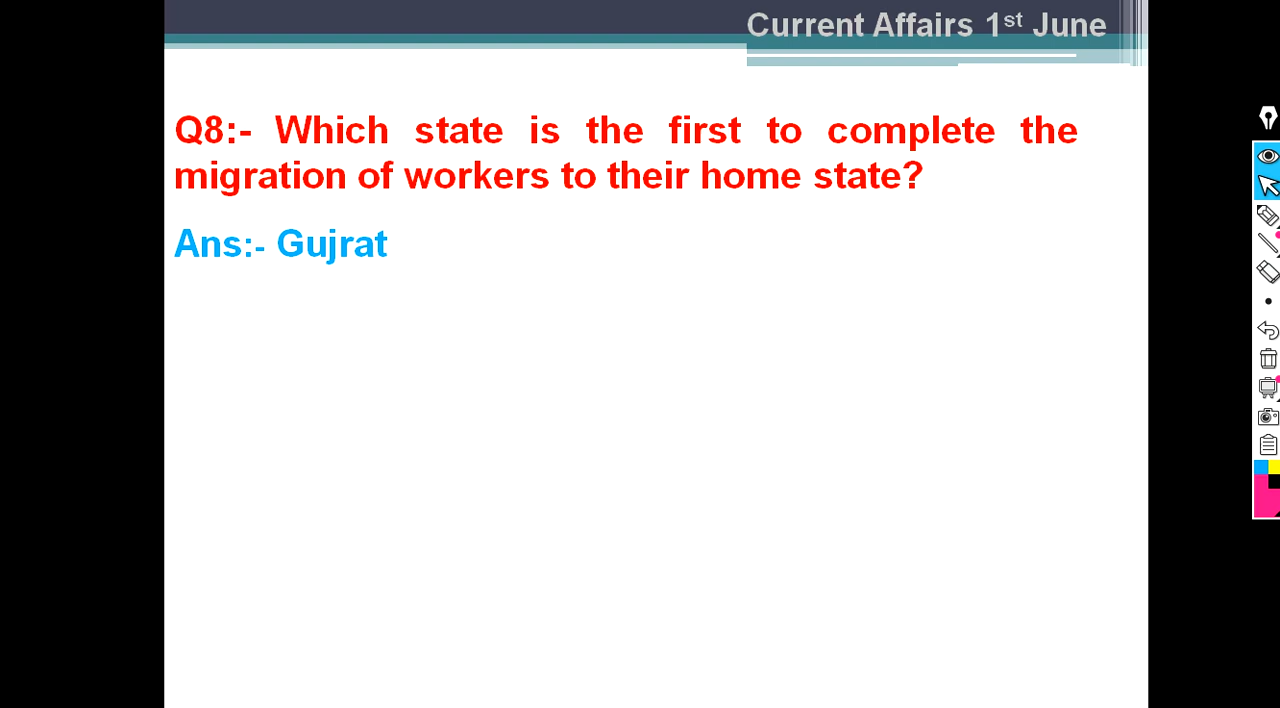 Current Affairs 1st June
Q8:- Which state is the first to complete the
migration of workers to their home state?
Ans:- Gujrat